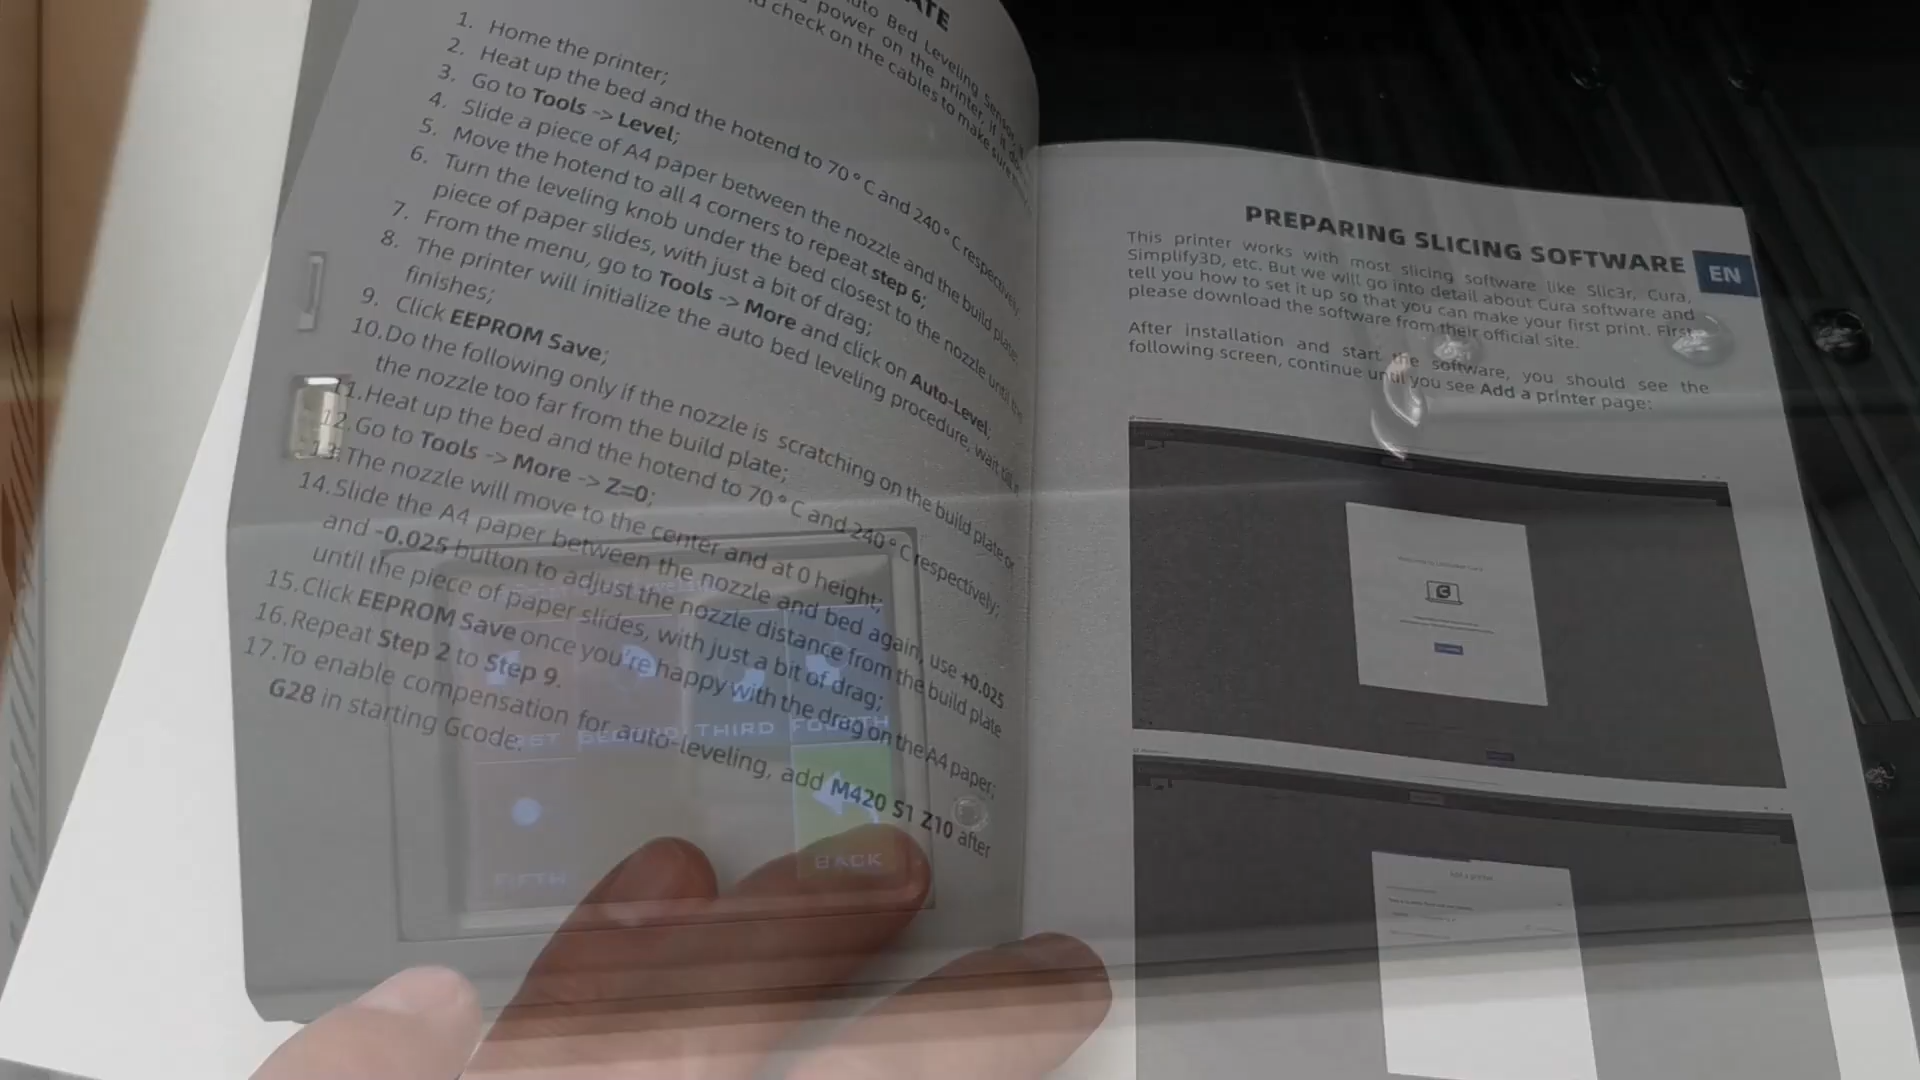 ATE
uto Bed Leveling Sensor, it
power on the printer, if it
check on the cables to make sure
1. Home the printer;
2. Heat up the bed and the hotend to 70°C and 240°C respectively;
3. Go to Tools -> Level;
4. Slide a piece of A4 paper between the nozzle and the build plate;
5. Move the hotend to all 4 corners to repeat step 6;
6. Turn the leveling knob under the bed closest to the nozzle until the
piece of paper slides, with just a bit of drag;
7. From the menu, go to Tools -> More and click on Auto-Level;
8. The printer will initialize the auto bed leveling procedure, wait till it
finishes;
9. Click EEPROM Save;
10.Do the following only if the nozzle is scratching on the build plate or
the nozzle too far from the build plate;
11.Heat up the bed and the hotend to 70°C and 240°C respectively;
12.Go to Tools -> More -> Z=0;
13.The nozzle will move to the center and at 0 height;
14.Slide the A4 paper between the nozzle and bed again, use +0.025
and -0.025 button to adjust the nozzle distance from the build plate
until the piece of paper slides, with just a bit of drag;
15.Click EEPROM Save once you're happy with the drag on the A4 paper;
16.Repeat Step 2 to Step 9.
17.To enable compensation for auto-leveling, add M420 S1 Z10 after
G28 in starting Gcode.
PREPARING SLICING SOFTWARE
EN
This printer works with most slicing software like Slic3r, Cura,
Simplify3D, etc. But we will go into detail about Cura software and
tell you how to set it up so that you can make your first print. First,
please download the software from their official site.
After installation and start the software, you should see the
following screen, continue until you see Add a printer page:
SECOND THIRD FOURTH
FIFTH BACK